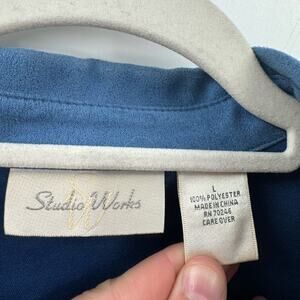 Studio Works
L
100% POLYESTER
MADE IN CHINA
RN 70246
CARE OVER